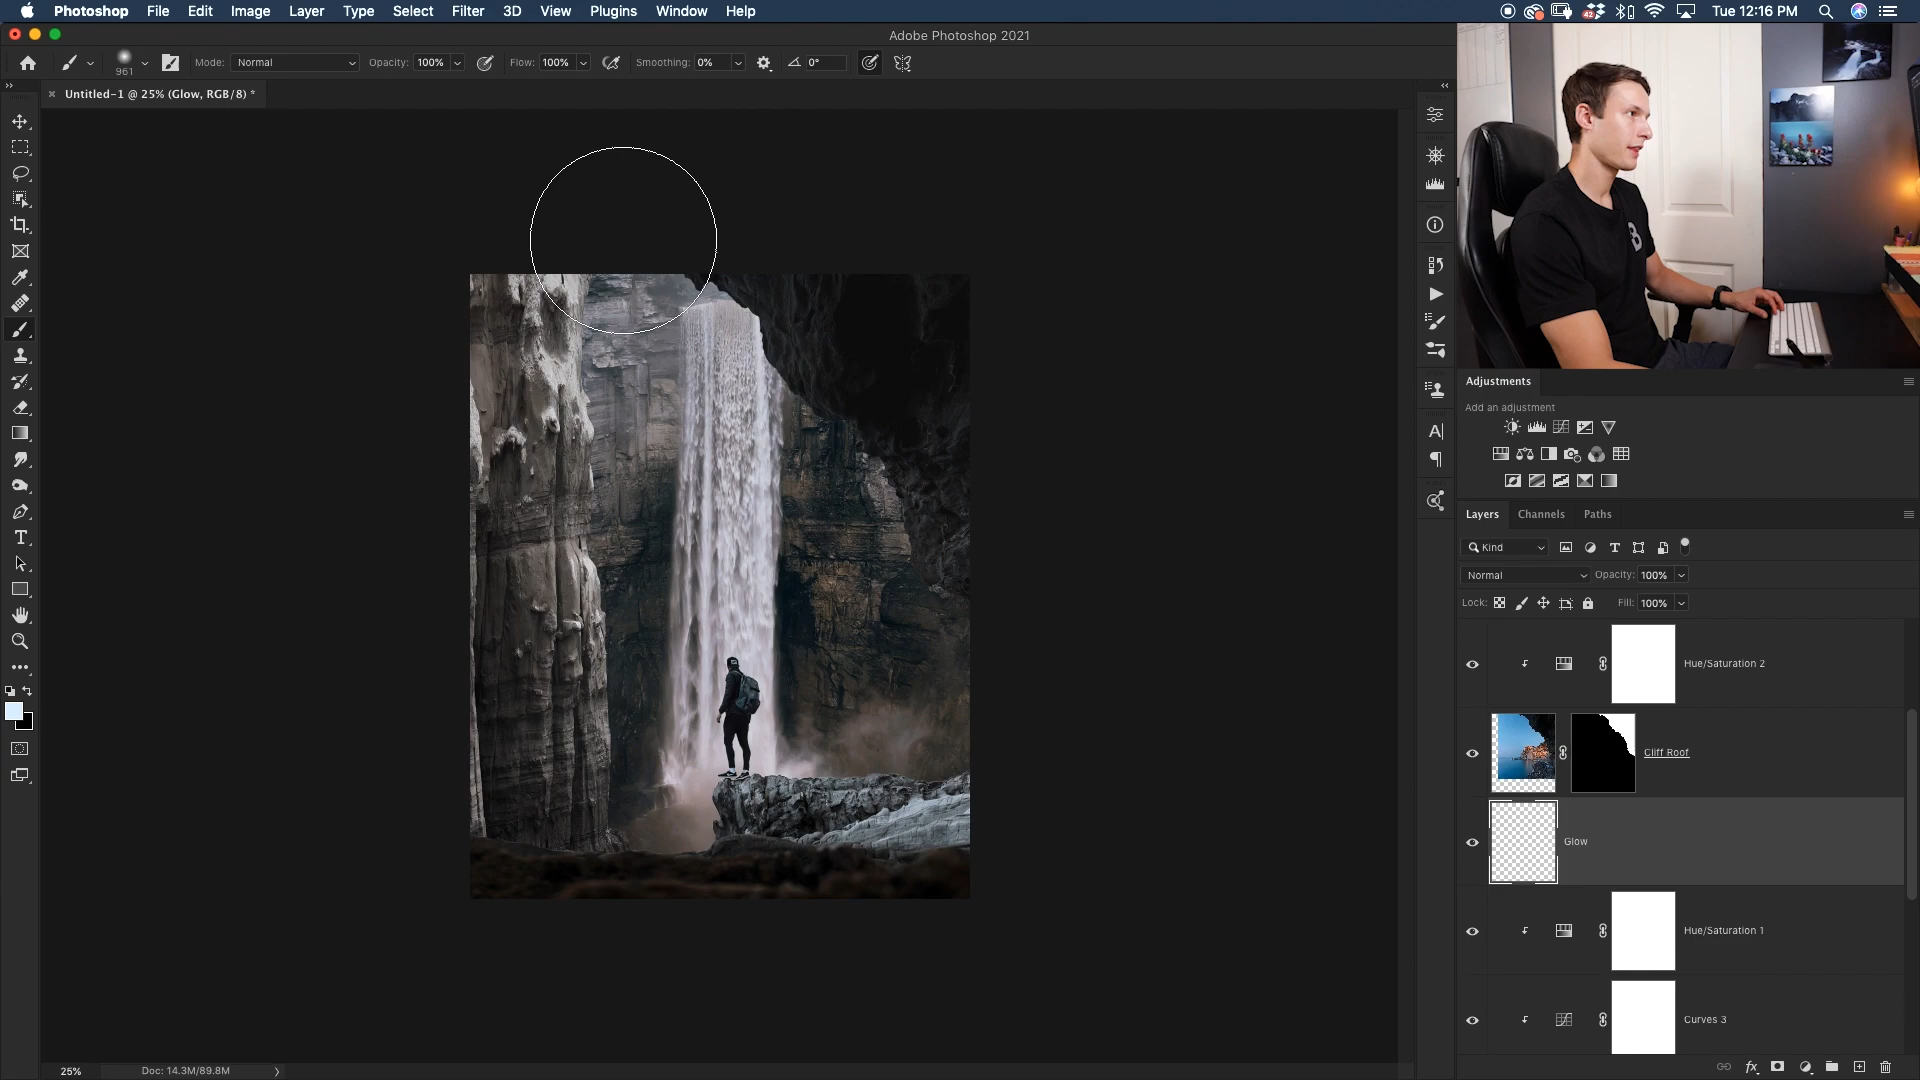 Photoshop File Edit Image Layer Type Select Filter 3D View Plugins Window Help
42 Tue 12:16 PM
Adobe Photoshop 2021
961 Mode: Normal Opacity: 100% Flow: 100% Smoothing: 0% 0°
Untitled-1 @ 25% (Glow, RGB/8) *
B
Adjustments
Add an adjustment
Layers Channels Paths
Kind
Normal Opacity: 100%
Lock: Fill: 100%
Hue/Saturation 2
Cliff Roof
Glow
Hue/Saturation 1
Curves 3
25% Doc: 14.3M/89.8M